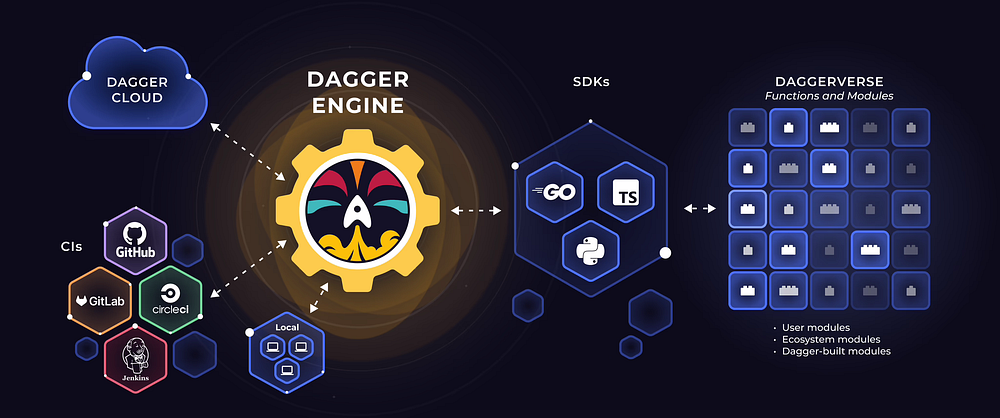 DAGGER
CLOUD
DAGGER
ENGINE
SDKs
DAGGERVERSE
Functions and Modules
GO
TS
CIs
GitHub
GitLab
circleci
Jenkins
Local
• User modules
• Ecosystem modules
• Dagger-built modules